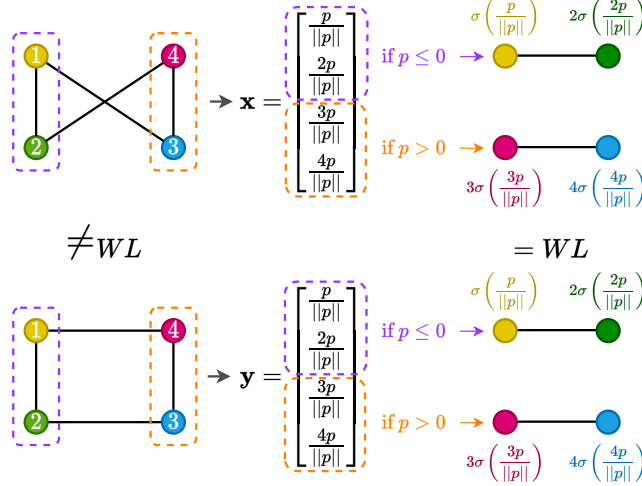 1 4
2 3
x = [ p/||p|| 2p/||p|| 3p/||p|| 4p/||p|| ]
if p ≤ 0
σ(p/||p||) 2σ(2p/||p||)
if p > 0
3σ(3p/||p||) 4σ(4p/||p||)
≠WL
= WL
1 4
2 3
y = [ p/||p|| 2p/||p|| 3p/||p|| 4p/||p|| ]
if p ≤ 0
σ(p/||p||) 2σ(2p/||p||)
if p > 0
3σ(3p/||p||) 4σ(4p/||p||)